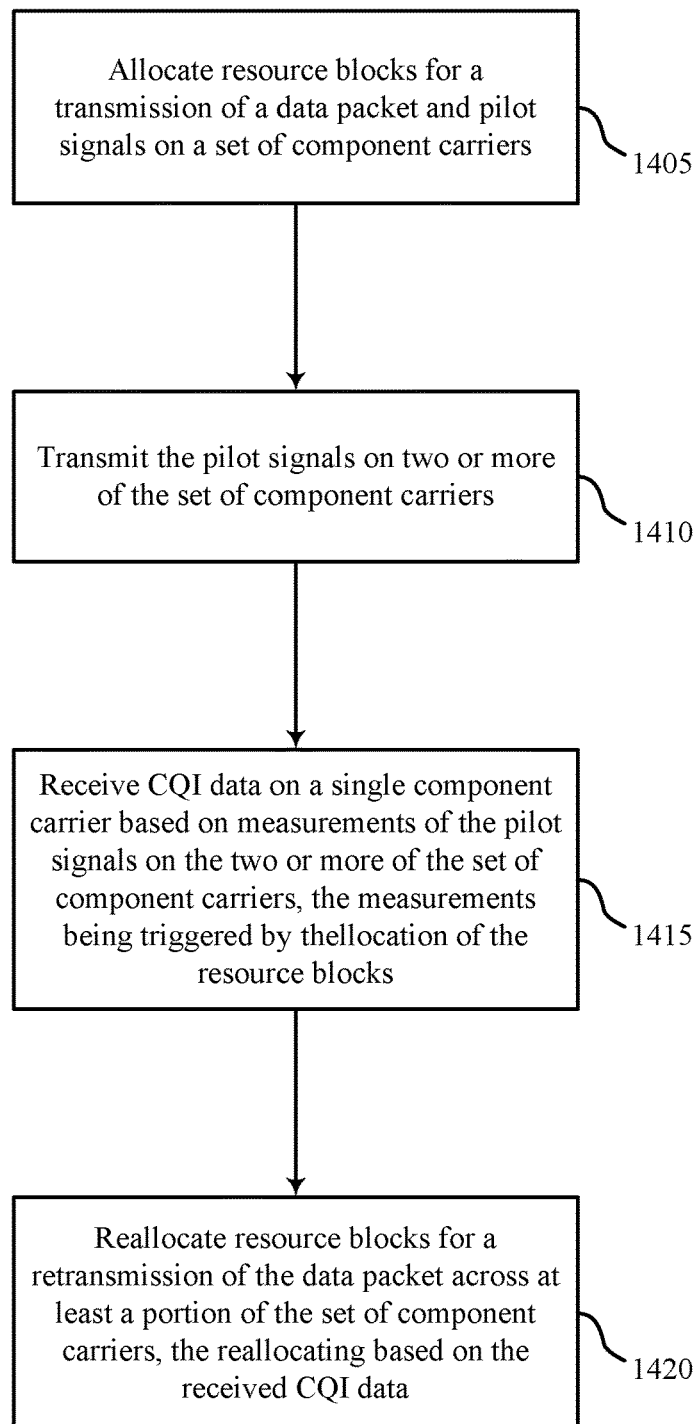 Allocate resource blocks for a
transmission of a data packet and pilot
signals on a set of component carriers
1405
Transmit the pilot signals on two or more
of the set of component carriers
1410
Receive CQI data on a single component
carrier based on measurements of the pilot
signals on the two or more of the set of
component carriers, the measurements
being triggered by thellocation of the
resource blocks
1415
Reallocate resource blocks for a
retransmission of the data packet across at
least a portion of the set of component
carriers, the reallocating based on the
received CQI data
1420